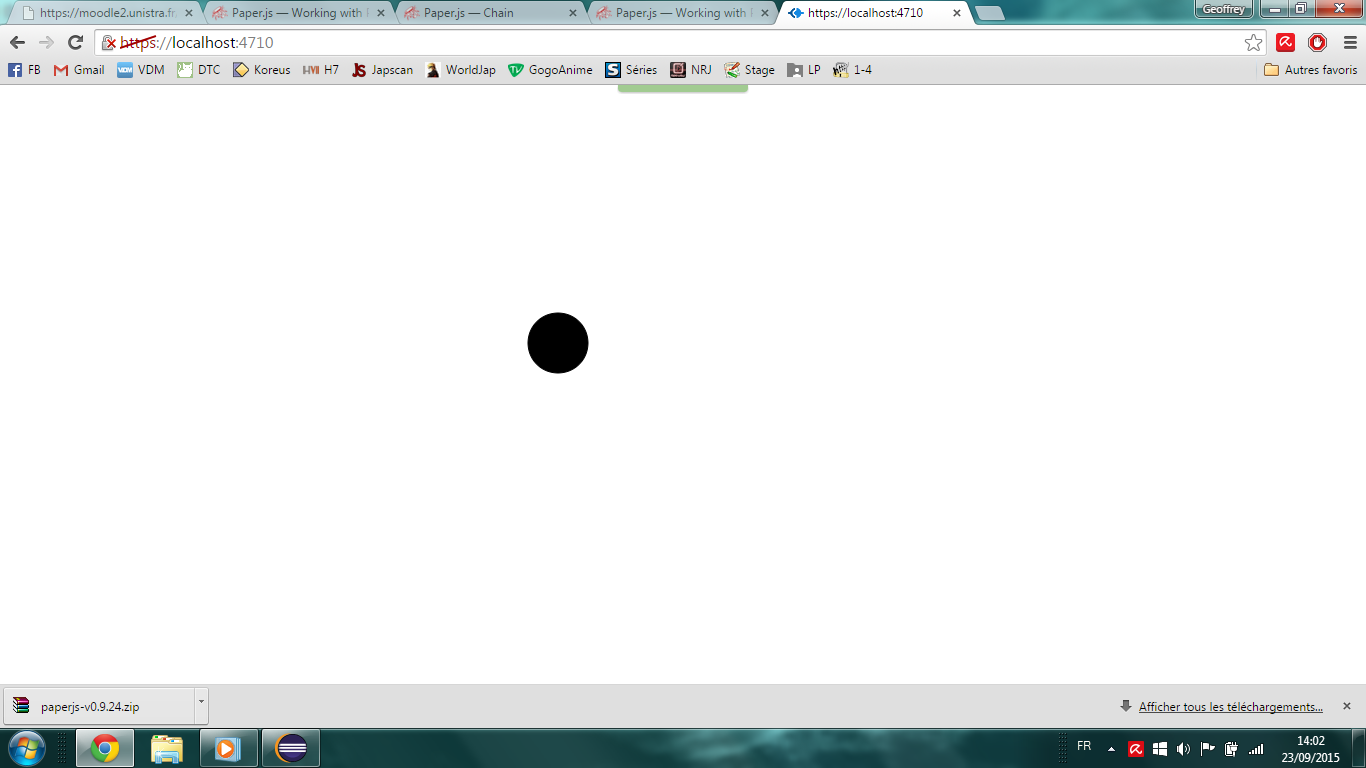 https://moodle2.unistra.fr
Paper.js — Working with
Paper.js — Chain
Paper.js — Working with
https://localhost:4710
Geoffrey
https://localhost:4710
FB
Gmail
VDM
DTC
Koreus
H7
Japscan
WorldJap
GogoAnime
Séries
NRJ
Stage
LP
1-4
Autres favoris
paperjs-v0.9.24.zip
Afficher tous les téléchargements...
FR
14:02
23/09/2015